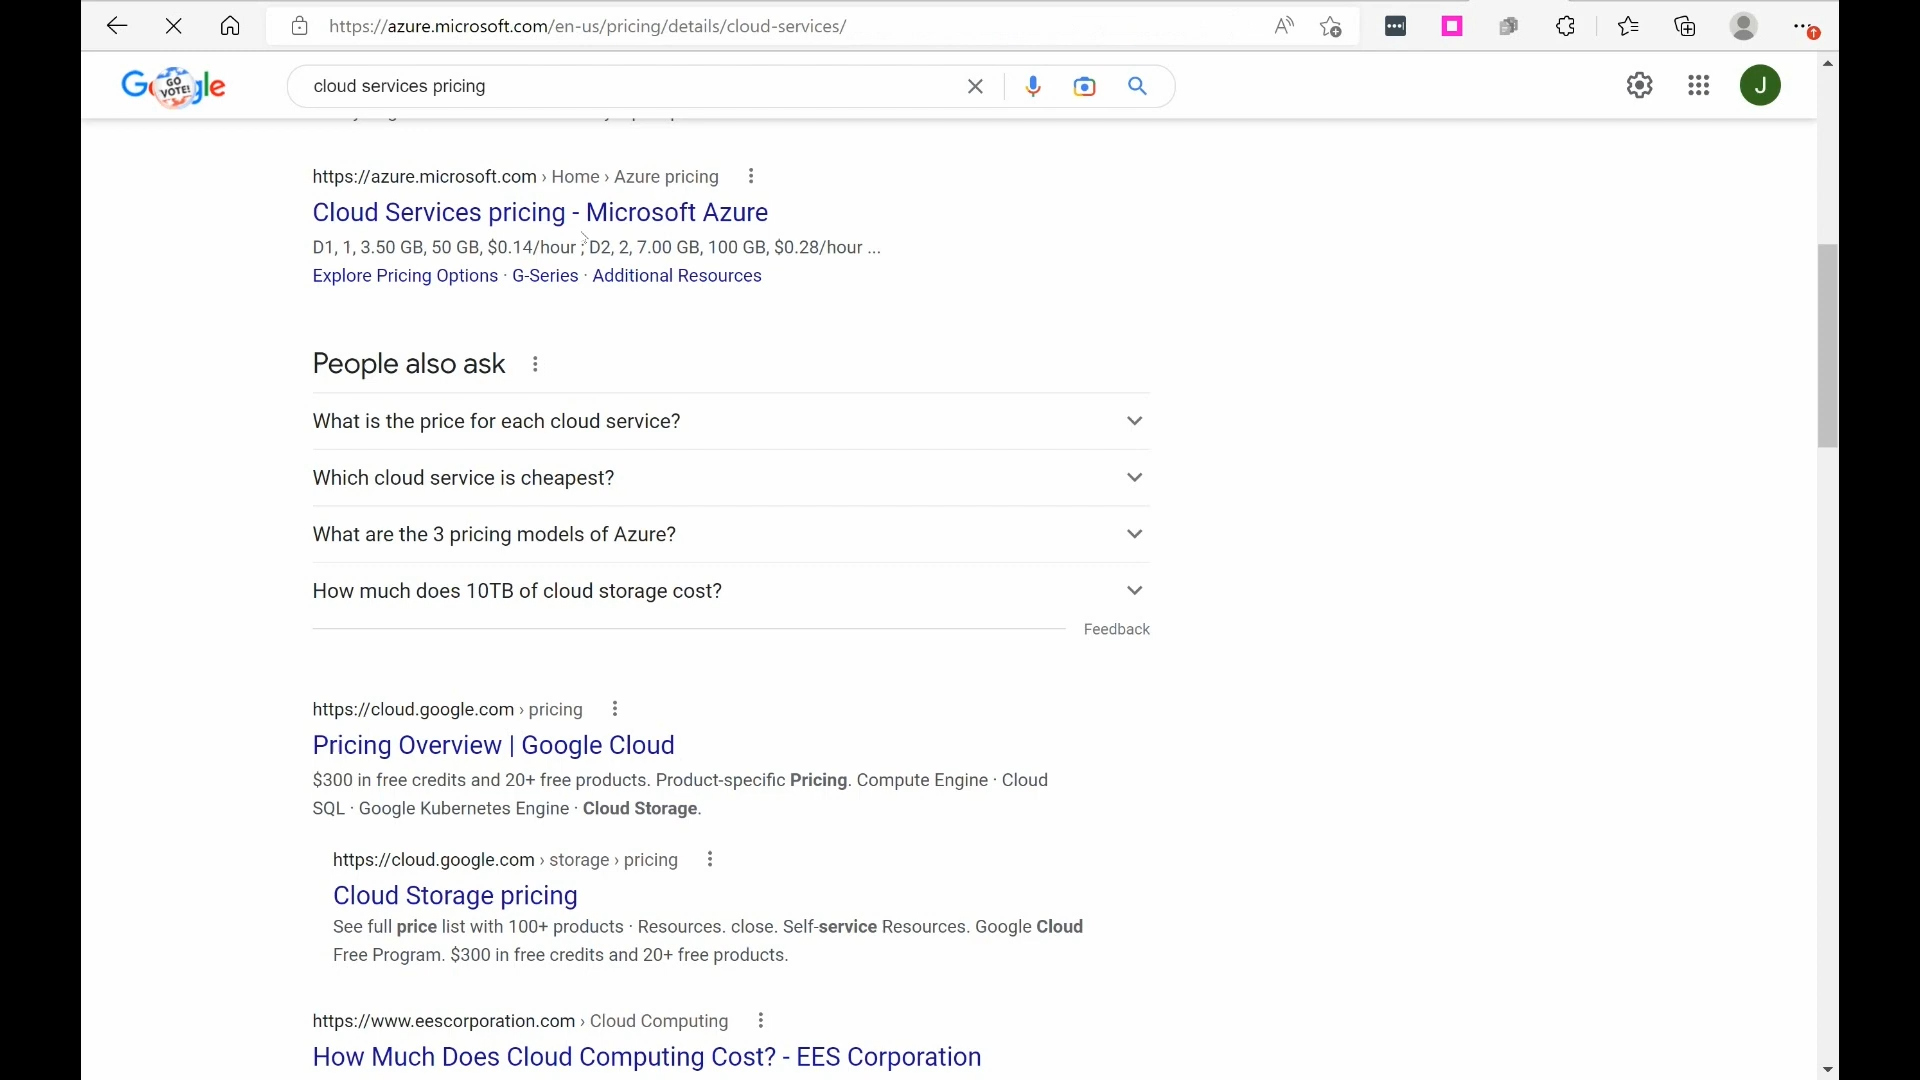 https://azure.microsoft.com/en-us/pricing/details/cloud-services/
Google
GO VOTE!
cloud services pricing
J
https://azure.microsoft.com › Home › Azure pricing
Cloud Services pricing - Microsoft Azure
D1, 1, 3.50 GB, 50 GB, $0.14/hour ; D2, 2, 7.00 GB, 100 GB, $0.28/hour ...
Explore Pricing Options · G-Series · Additional Resources
People also ask
What is the price for each cloud service?
Which cloud service is cheapest?
What are the 3 pricing models of Azure?
How much does 10TB of cloud storage cost?
Feedback
https://cloud.google.com › pricing
Pricing Overview | Google Cloud
$300 in free credits and 20+ free products. Product-specific Pricing. Compute Engine · Cloud
SQL · Google Kubernetes Engine · Cloud Storage.
https://cloud.google.com › storage › pricing
Cloud Storage pricing
See full price list with 100+ products · Resources. close. Self-service Resources. Google Cloud
Free Program. $300 in free credits and 20+ free products.
https://www.eescorporation.com › Cloud Computing
How Much Does Cloud Computing Cost? - EES Corporation